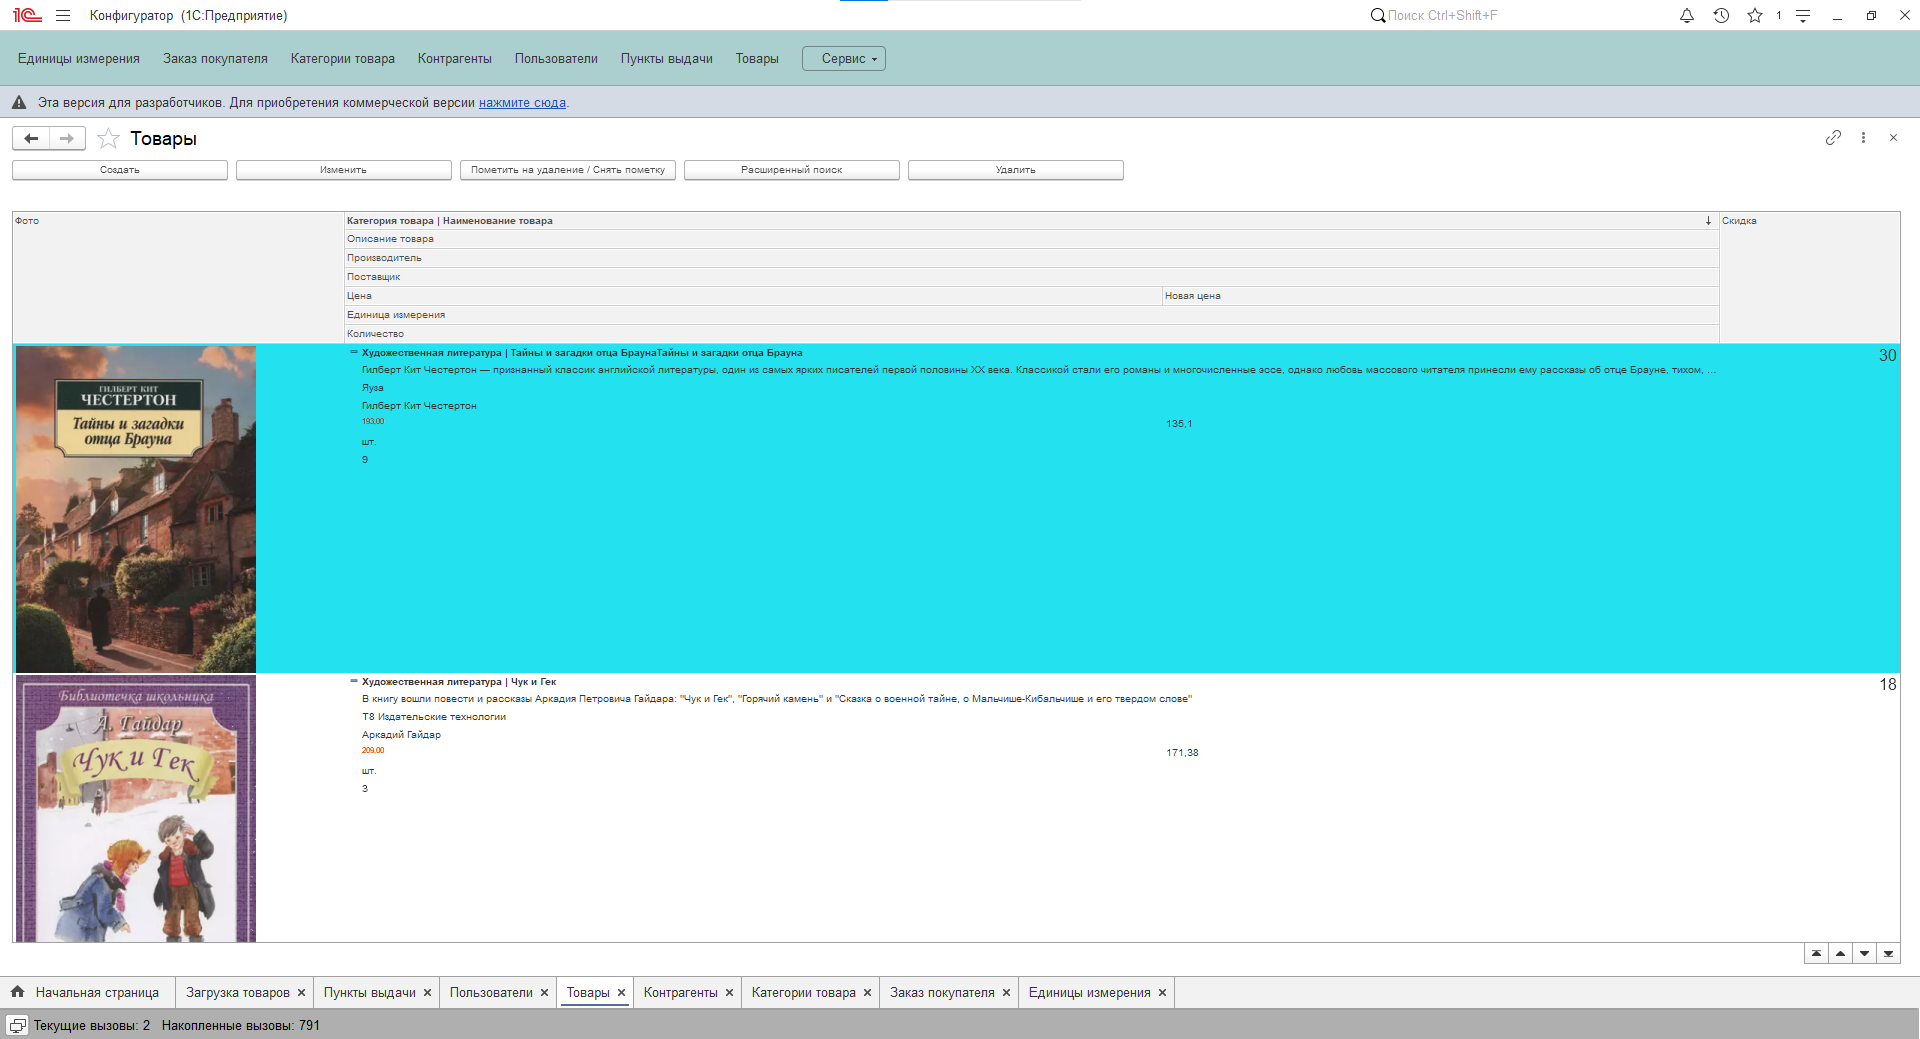 Конфигуратор (1С:Предприятие)
Поиск Ctrl+Shift+F
1
Единицы измерения Заказ покупателя Категории товара Контрагенты Пользователи Пункты выдачи Товары Сервис
Эта версия для разработчиков. Для приобретения коммерческой версии нажмите сюда.
Товары
Создать Изменить Пометить на удаление / Снять пометку Расширенный поиск Удалить
Фото
Категория товара | Наименование товара
Скидка
Описание товара
Производитель
Поставщик
Цена Новая цена
Единица измерения
Количество
ГИЛБЕРТ КИТ
ЧЕСТЕРТОН
Тайны и загадки
отца Брауна
Художественная литература | Тайны и загадки отца БраунаТайны и загадки отца Брауна
30
Гилберт Кит Честертон — признанный классик английской литературы, один из самых ярких писателей первой половины XX века. Классикой стали его романы и многочисленные эссе, однако любовь массового читателя принесли ему рассказы об отце Брауне, тихом, ...
Яуза
Гилберт Кит Честертон
193,00 135,1
шт.
9
Библиотечка школьника
А. Гайдар
Чук и Гек
Художественная литература | Чук и Гек
18
В книгу вошли повести и рассказы Аркадия Петровича Гайдара: "Чук и Гек", "Горячий камень" и "Сказка о военной тайне, о Мальчише-Кибальчише и его твердом слове"
Т8 Издательские технологии
Аркадий Гайдар
209,00 171,38
шт.
3
Начальная страница Загрузка товаров Пункты выдачи Пользователи Товары Контрагенты Категории товара Заказ покупателя Единицы измерения
Текущие вызовы: 2 Накопленные вызовы: 791